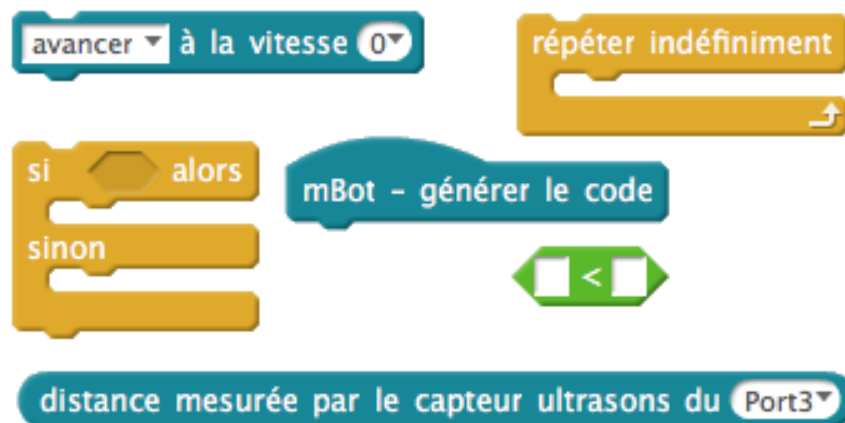 avancer à la vitesse 0
répéter indéfiniment
si alors
sinon
mBot - générer le code
<
distance mesurée par le capteur ultrasons du Port3